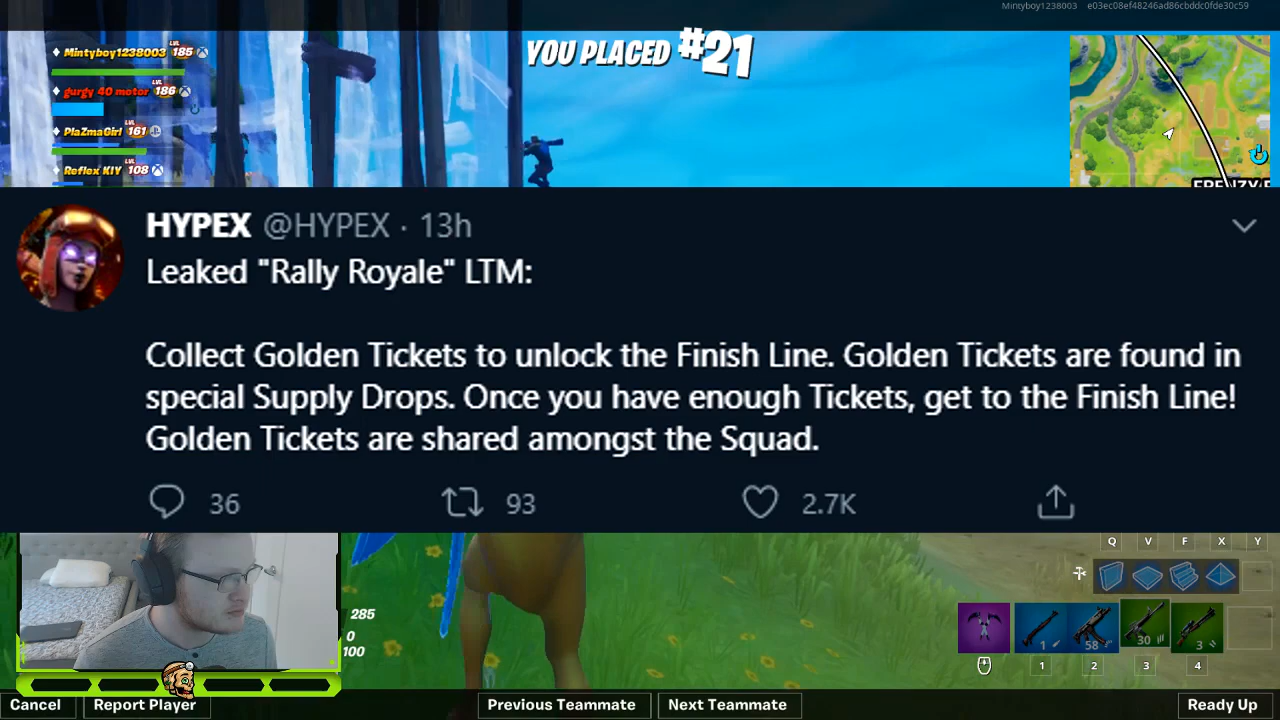 Mintyboy1238003 e03ec08ef48246ad86cbddc0fde30c59
Mintyboy1238003 LVL 185
gurgy 40 motor LVL 186
PlaZmaGirl LVL 161
Reflex KIY LVL 108
YOU PLACED #21
HYPEX @HYPEX · 13h
Leaked "Rally Royale" LTM:
Collect Golden Tickets to unlock the Finish Line. Golden Tickets are found in
special Supply Drops. Once you have enough Tickets, get to the Finish Line!
Golden Tickets are shared amongst the Squad.
36 93 2.7K
Q V F X Y
285
0
100
1 58 30 3
1 2 3 4
Cancel Report Player Previous Teammate Next Teammate Ready Up